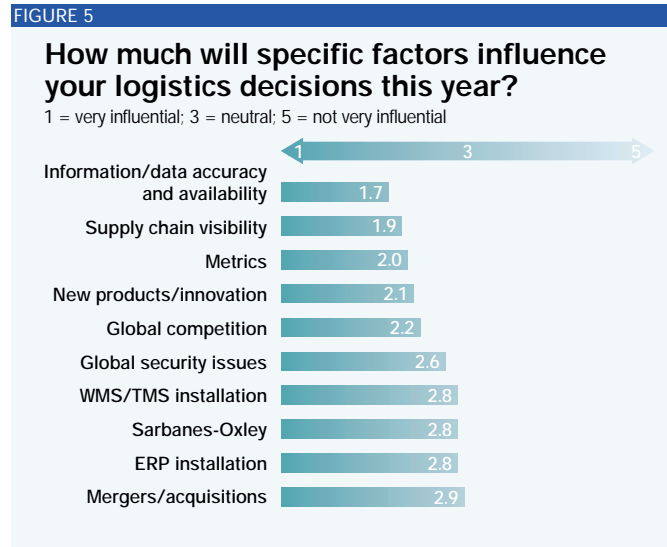 FIGURE 5
How much will specific factors influence
your logistics decisions this year?
1 = very influential; 3 = neutral; 5 = not very influential
1 3 5
Information/data accuracy
and availability 1.7
Supply chain visibility 1.9
Metrics 2.0
New products/innovation 2.1
Global competition 2.2
Global security issues 2.6
WMS/TMS installation 2.8
Sarbanes-Oxley 2.8
ERP installation 2.8
Mergers/acquisitions 2.9